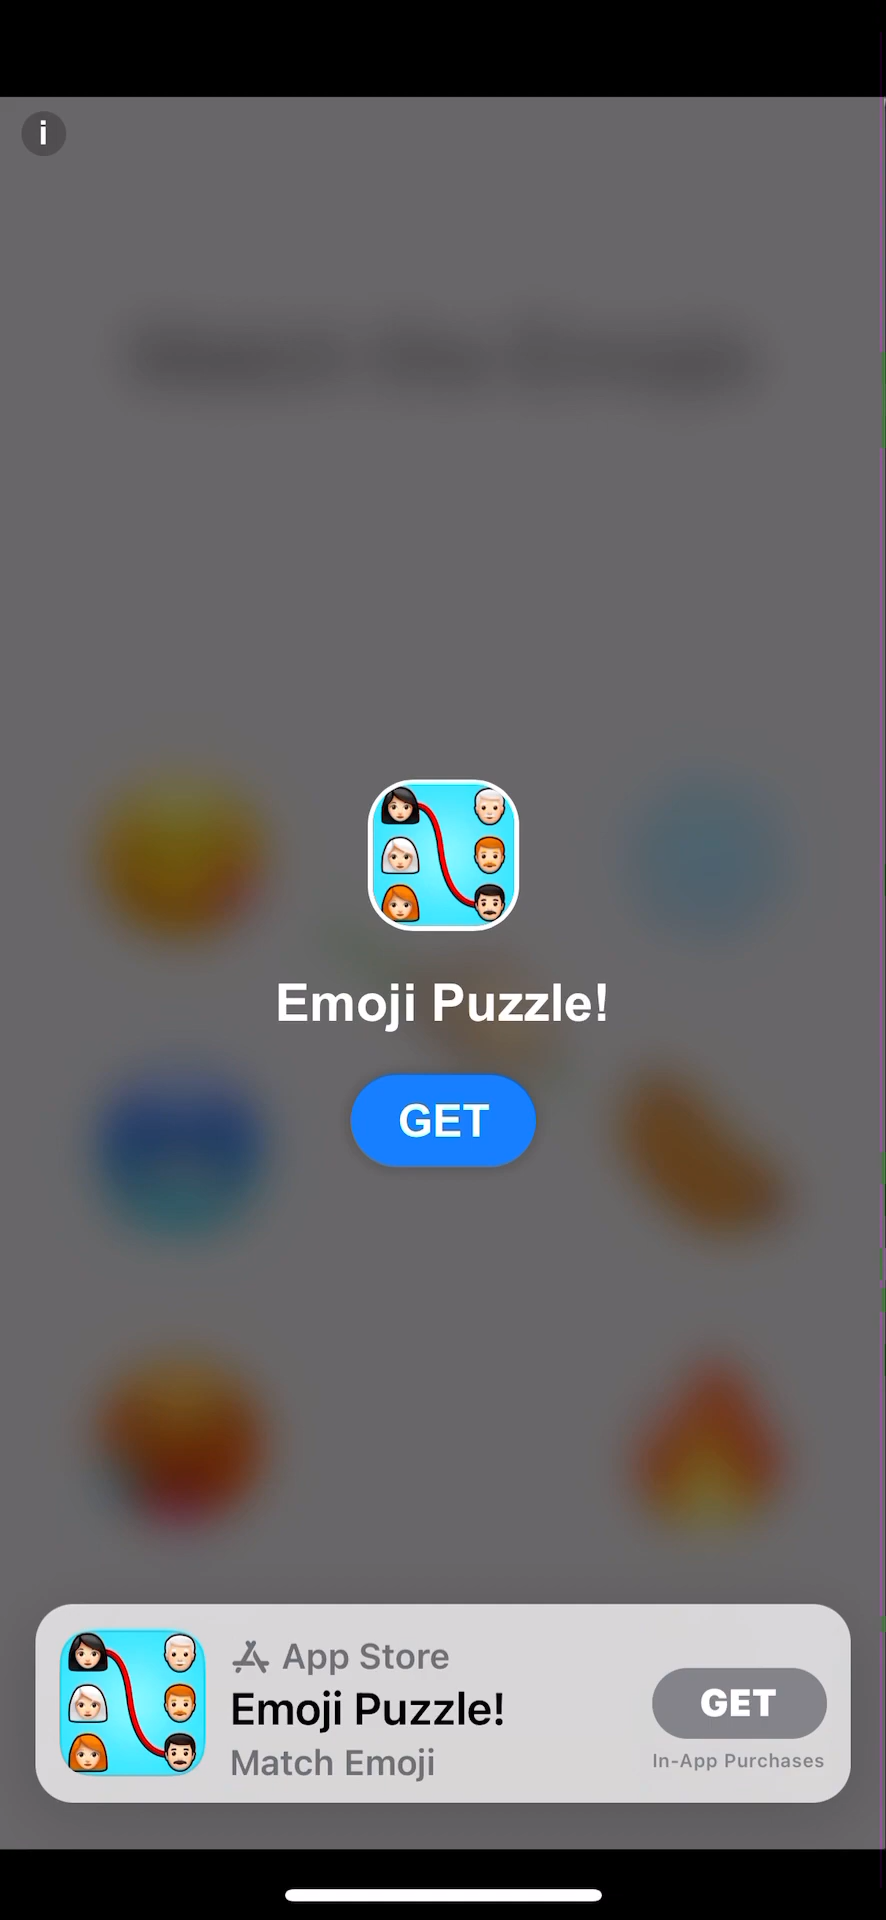 i
Emoji Puzzle!
GET
App Store
Emoji Puzzle!
Match Emoji
GET
In-App Purchases